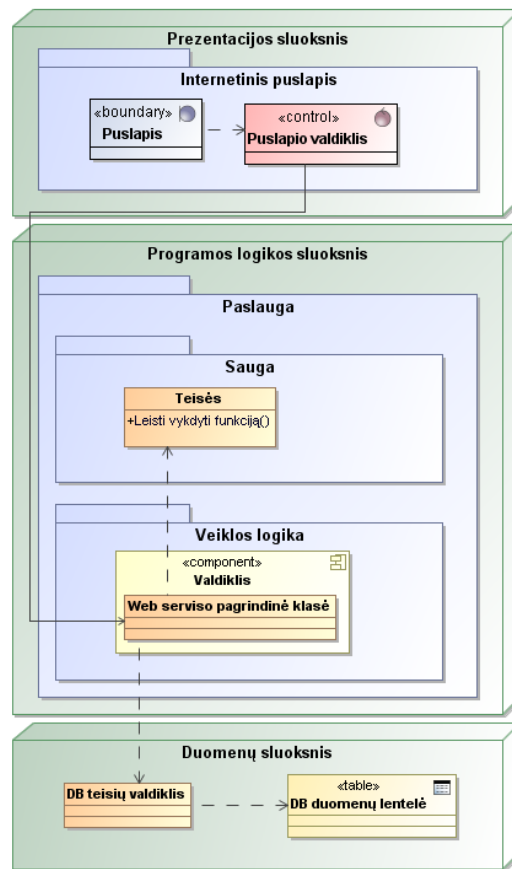 Prezentacijos sluoksnis
Internetinis puslapis
«boundary»
Puslapis
«control»
Puslapio valdiklis
Programos logikos sluoksnis
Paslauga
Sauga
Teisės
+Leisti vykdyti funkciją()
Veiklos logika
«component»
Valdiklis
Web serviso pagrindinė klasė
Duomenų sluoksnis
DB teisių valdiklis
«table»
DB duomenų lentelė